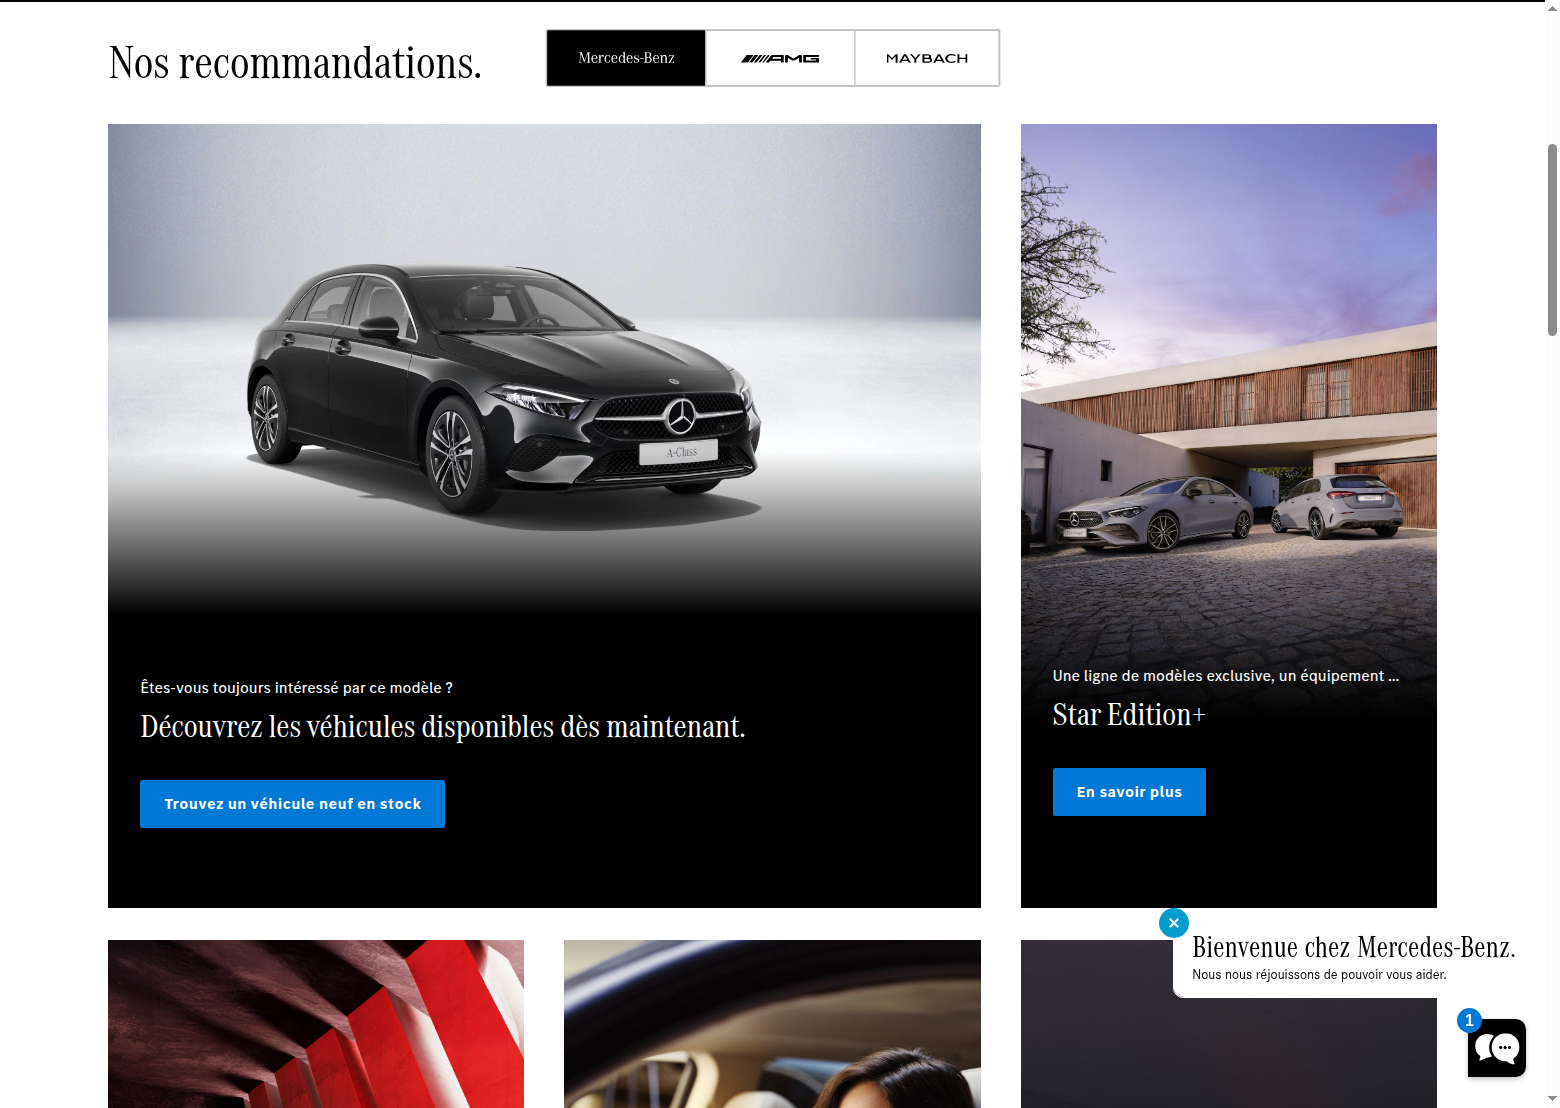 Nos recommandations.
Mercedes-Benz
AMG
MAYBACH
A-Class
Êtes-vous toujours intéressé par ce modèle ?
Découvrez les véhicules disponibles dès maintenant.
Trouvez un véhicule neuf en stock
Une ligne de modèles exclusive, un équipement ...
Star Edition+
En savoir plus
Bienvenue chez Mercedes-Benz.
Nous nous réjouissons de pouvoir vous aider.
1